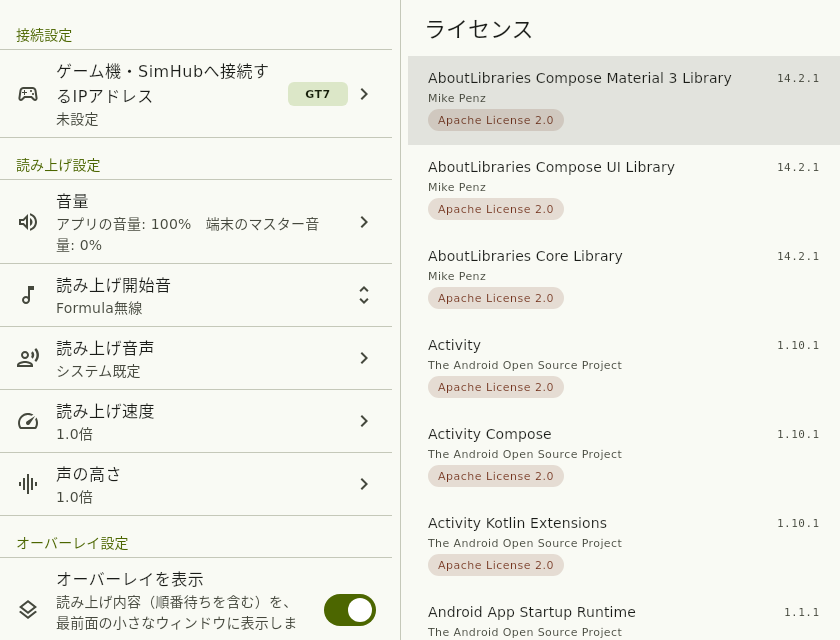 接続設定
ゲーム機・SimHubへ接続す
るIPアドレス
未設定
GT7
読み上げ設定
音量
アプリの音量: 100%　端末のマスター音
量: 0%
読み上げ開始音
Formula無線
読み上げ音声
システム既定
読み上げ速度
1.0倍
声の高さ
1.0倍
オーバーレイ設定
オーバーレイを表示
読み上げ内容（順番待ちを含む）を、
最前面の小さなウィンドウに表示しま
ライセンス
AboutLibraries Compose Material 3 Library 14.2.1
Mike Penz
Apache License 2.0
AboutLibraries Compose UI Library 14.2.1
Mike Penz
Apache License 2.0
AboutLibraries Core Library 14.2.1
Mike Penz
Apache License 2.0
Activity 1.10.1
The Android Open Source Project
Apache License 2.0
Activity Compose 1.10.1
The Android Open Source Project
Apache License 2.0
Activity Kotlin Extensions 1.10.1
The Android Open Source Project
Apache License 2.0
Android App Startup Runtime 1.1.1
The Android Open Source Project